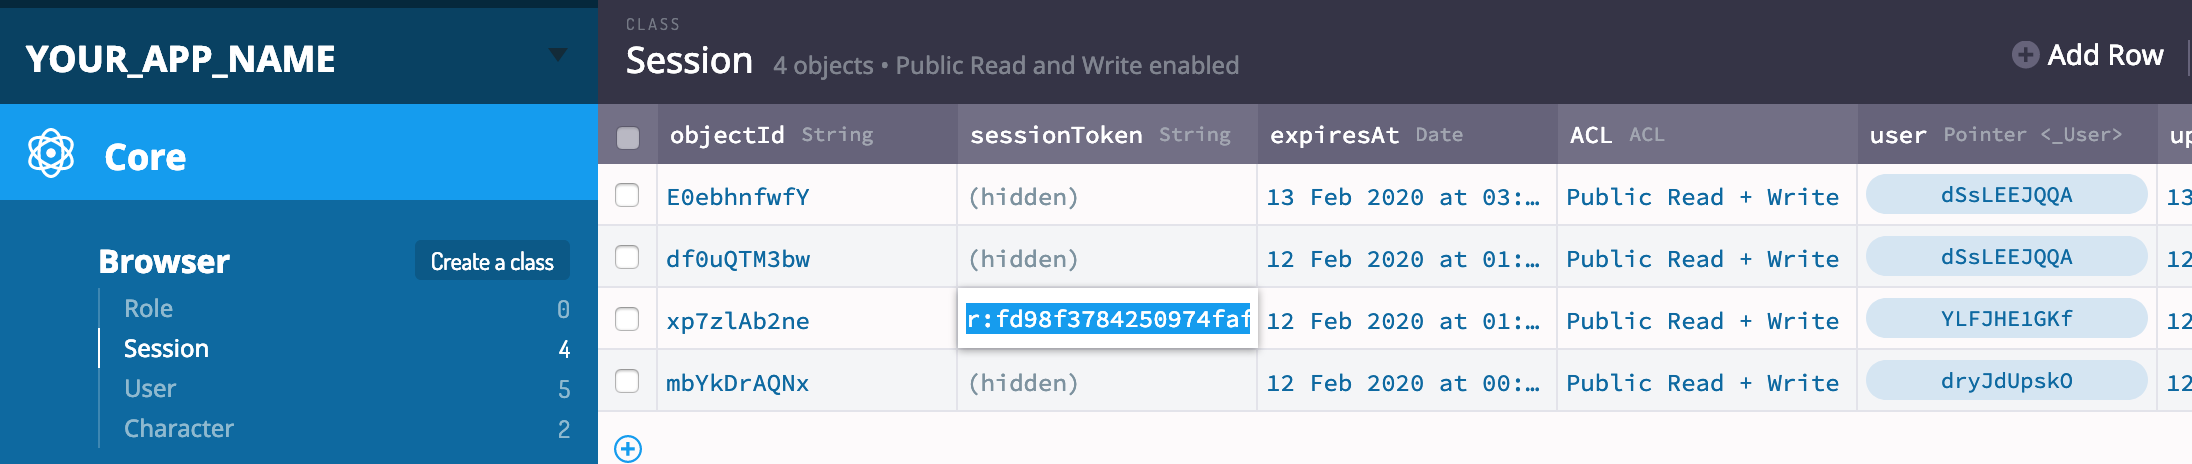 YOUR_APP_NAME
Core
Browser
Create a class
Role 0
Session 4
User 5
Character 2
CLASS
Session 4 objects • Public Read and Write enabled
Add Row
objectId String sessionToken String expiresAt Date ACL ACL user Pointer <_User> up
E0ebhnfwfY (hidden) 13 Feb 2020 at 03:… Public Read + Write dSsLEEJQQA 13
df0uQTM3bw (hidden) 12 Feb 2020 at 01:… Public Read + Write dSsLEEJQQA 12
xp7zlAb2ne r:fd98f3784250974faf 12 Feb 2020 at 01:… Public Read + Write YLFJHE1GKf 12
mbYkDrAQNx (hidden) 12 Feb 2020 at 00:… Public Read + Write dryJdUpskO 12